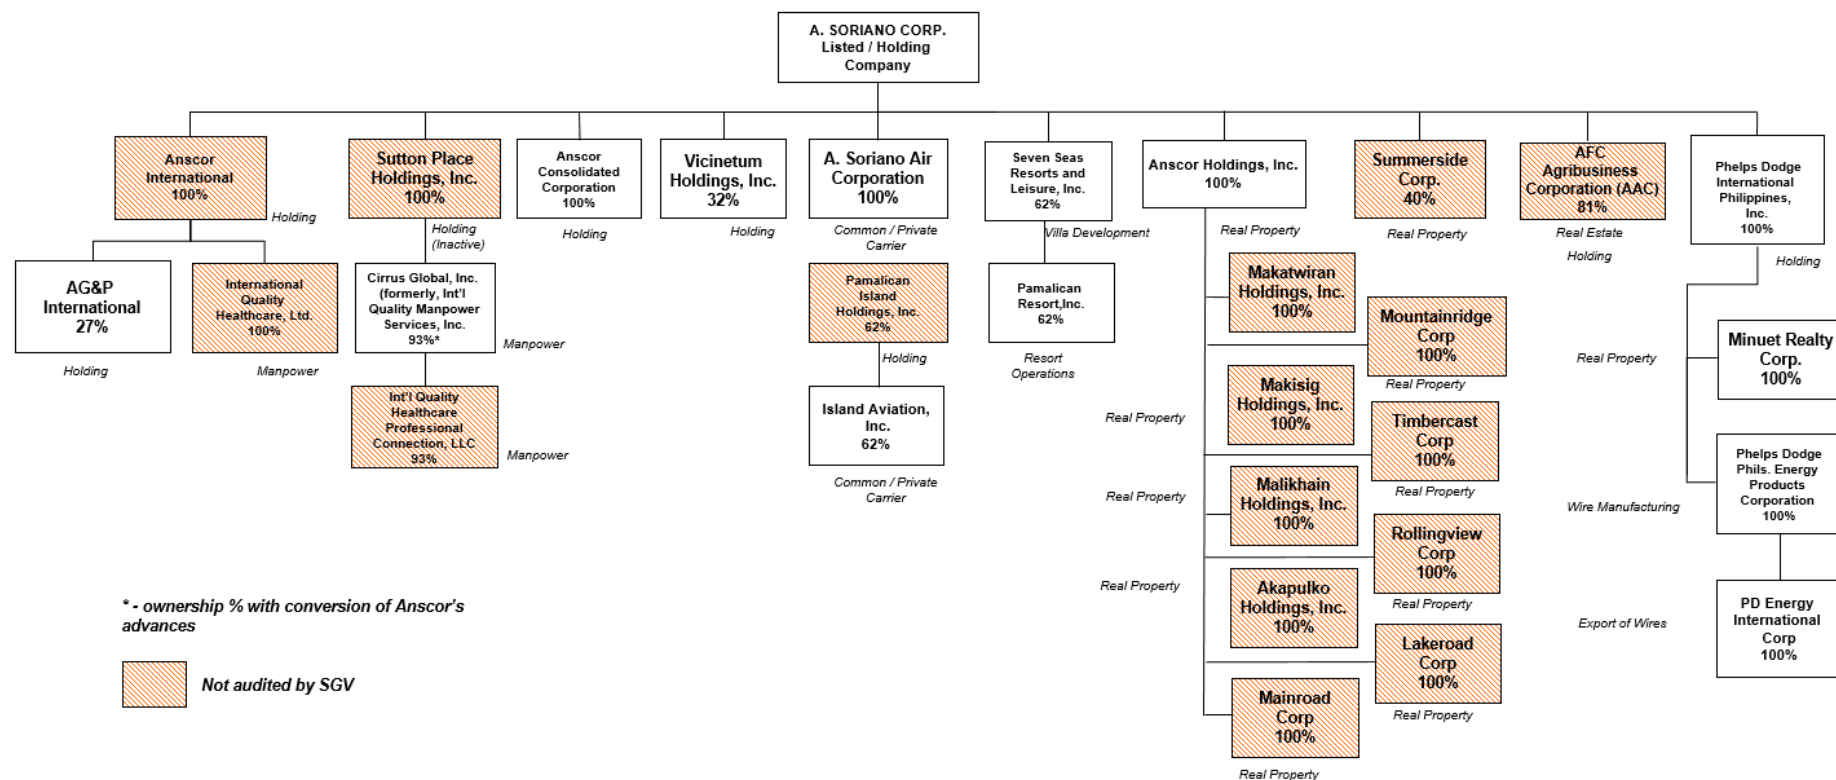 A. SORIANO CORP.
Listed / Holding
Company
Anscor
International
100%
Holding
Sutton Place
Holdings, Inc.
100%
Holding
(Inactive)
Anscor
Consolidated
Corporation
100%
Holding
Vicinetum
Holdings, Inc.
32%
Holding
A. Soriano Air
Corporation
100%
Common / Private
Carrier
Seven Seas
Resorts and
Leisure, Inc.
62%
Villa Development
Anscor Holdings, Inc.
100%
Real Property
Summerside
Corp.
40%
Real Property
AFC
Agribusiness
Corporation (AAC)
81%
Real Estate
Holding
Phelps Dodge
International
Philippines,
Inc.
100%
Holding
AG&P
International
27%
Holding
International
Quality
Healthcare, Ltd.
100%
Manpower
Cirrus Global, Inc.
(formerly, Int'l
Quality Manpower
Services, Inc.
93%*
Manpower
Int'l Quality
Healthcare
Professional
Connection, LLC
93%
Manpower
Pamalican
Island
Holdings, Inc.
62%
Holding
Island Aviation,
Inc.
62%
Common / Private
Carrier
Pamalican
Resort,Inc.
62%
Resort
Operations
Makatwiran
Holdings, Inc.
100%
Real Property
Mountainridge
Corp
100%
Real Property
Makisig
Holdings, Inc.
100%
Real Property
Timbercast
Corp
100%
Real Property
Malikhain
Holdings, Inc.
100%
Real Property
Rollingview
Corp
100%
Real Property
Akapulko
Holdings, Inc.
100%
Lakeroad
Corp
100%
Real Property
Mainroad
Corp
100%
Real Property
Real Property
Minuet Realty
Corp.
100%
Wire Manufacturing
Phelps Dodge
Phils. Energy
Products
Corporation
100%
Export of Wires
PD Energy
International
Corp
100%
* - ownership % with conversion of Anscor's
advances
Not audited by SGV